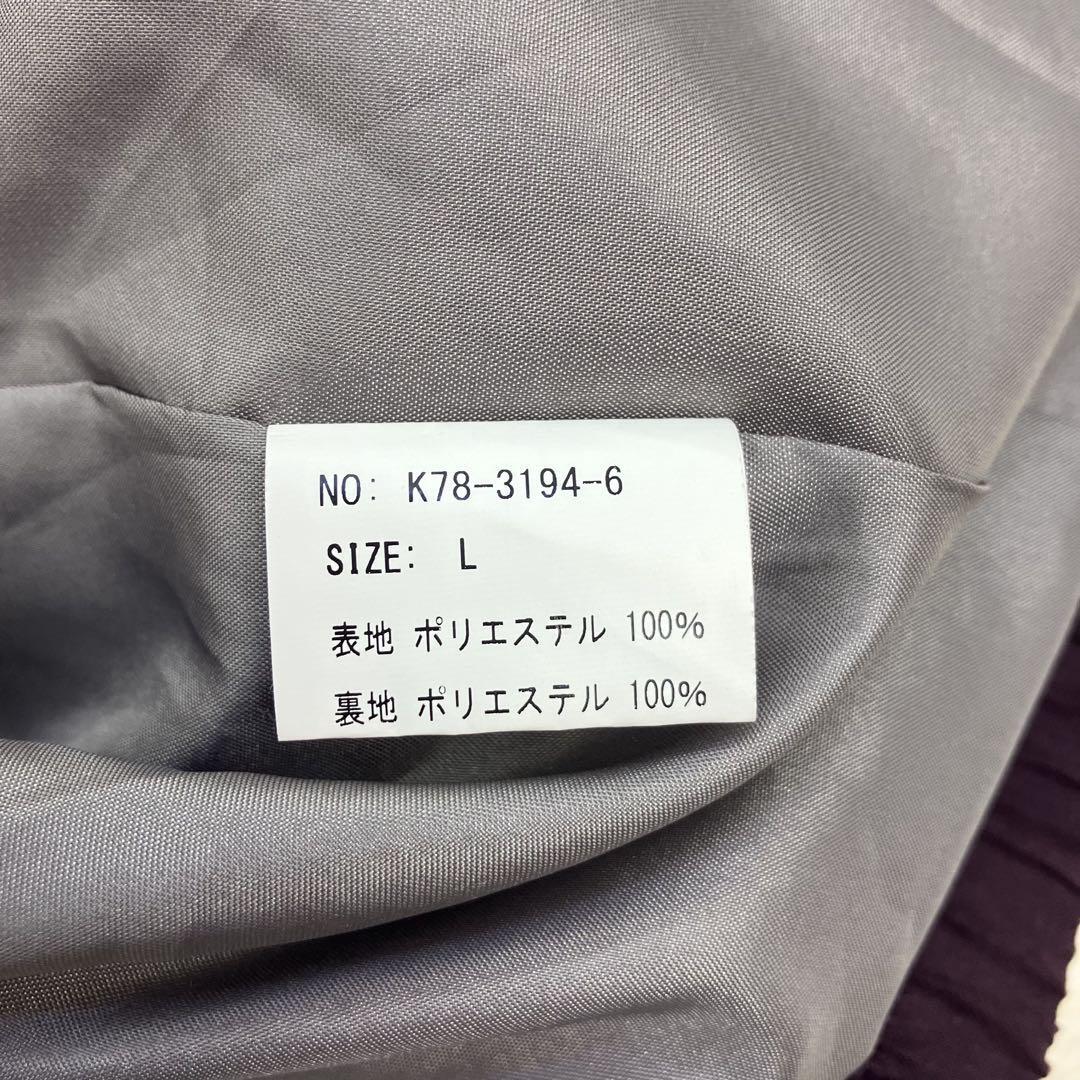 NO: K78-3194-6
SIZE: L
表地 ポリエステル 100%
裏地 ポリエステル 100%